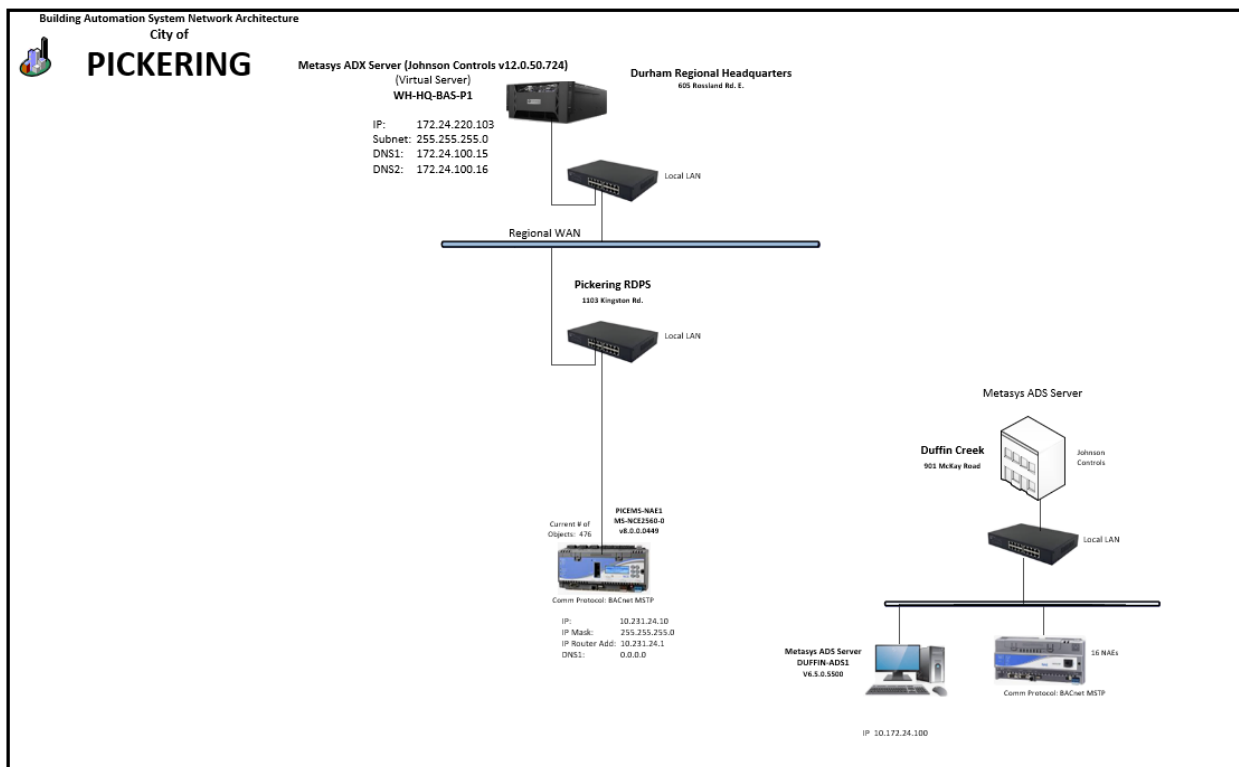 Building Automation System Network Architecture
City of
PICKERING
Metasys ADX Server (Johnson Controls v12.0.50.724)
(Virtual Server)
WH-HQ-BAS-P1
IP: 172.24.220.103
Subnet: 255.255.255.0
DNS1: 172.24.100.15
DNS2: 172.24.100.16
Durham Regional Headquarters
605 Rossland Rd. E.
Local LAN
Regional WAN
Pickering RDPS
1103 Kingston Rd.
Local LAN
PICEMS-NAE1
MS-NCE2560-0
v8.0.0.0449
Current # of
Objects: 476
Comm Protocol: BACnet MSTP
IP: 10.231.24.10
IP Mask: 255.255.255.0
IP Router Add: 10.231.24.1
DNS1: 0.0.0.0
Metasys ADS Server
Duffin Creek
901 McKay Road
Johnson
Controls
Local LAN
Metasys ADS Server
DUFFIN-ADS1
V6.5.0.5500
16 NAEs
Comm Protocol: BACnet MSTP
IP 10.172.24.100